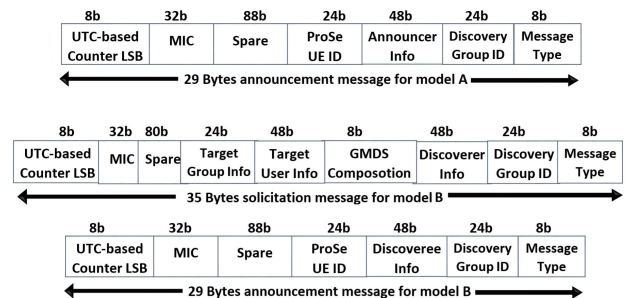 8b 32b 88b 24b 48b 24b 8b
UTC-based Counter LSB MIC Spare ProSe UE ID Announcer Info Discovery Group ID Message Type
29 Bytes announcement message for model A
8b 32b 80b 24b 48b 8b 48b 24b 8b
UTC-based Counter LSB MIC Spare Target Group Info Target User Info GMDS Composotion Discoverer Info Discovery Group ID Message Type
35 Bytes solicitation message for model B
8b 32b 88b 24b 48b 24b 8b
UTC-based Counter LSB MIC Spare ProSe UE ID Discoveree Info Discovery Group ID Message Type
29 Bytes announcement message for model B